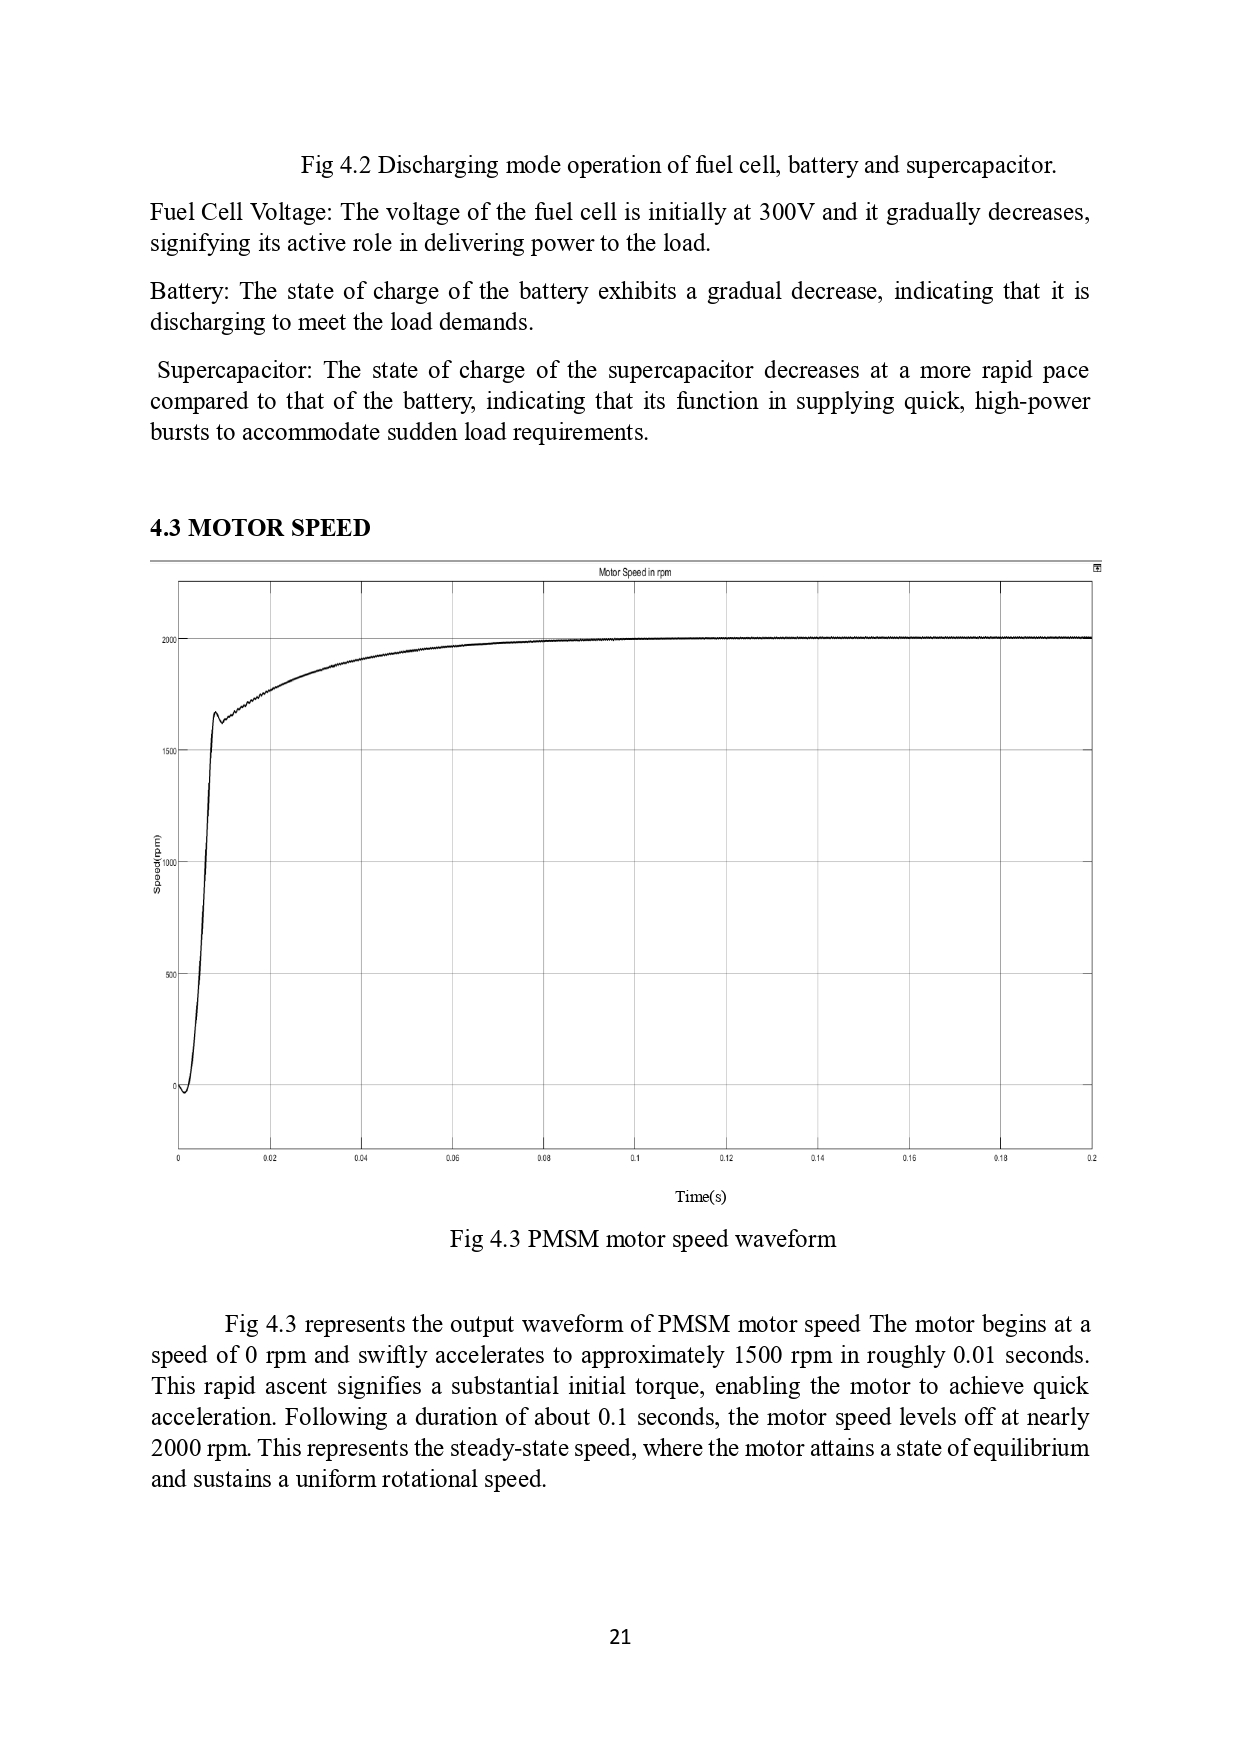 Fig 4.2 Discharging mode operation of fuel cell, battery and supercapacitor.
Fuel Cell Voltage: The voltage of the fuel cell is initially at 300V and it gradually decreases,
signifying its active role in delivering power to the load.
Battery: The state of charge of the battery exhibits a gradual decrease, indicating that it is
discharging to meet the load demands.
Supercapacitor: The state of charge of the supercapacitor decreases at a more rapid pace
compared to that of the battery, indicating that its function in supplying quick, high-power
bursts to accommodate sudden load requirements.
4.3 MOTOR SPEED
Motor Speed in rpm
2000
1500
Speed(rpm)
1000
500
0
0 0.02 0.04 0.06 0.08 0.1 0.12 0.14 0.16 0.18 0.2
Time(s)
Fig 4.3 PMSM motor speed waveform
Fig 4.3 represents the output waveform of PMSM motor speed The motor begins at a
speed of 0 rpm and swiftly accelerates to approximately 1500 rpm in roughly 0.01 seconds.
This rapid ascent signifies a substantial initial torque, enabling the motor to achieve quick
acceleration. Following a duration of about 0.1 seconds, the motor speed levels off at nearly
2000 rpm. This represents the steady-state speed, where the motor attains a state of equilibrium
and sustains a uniform rotational speed.
21